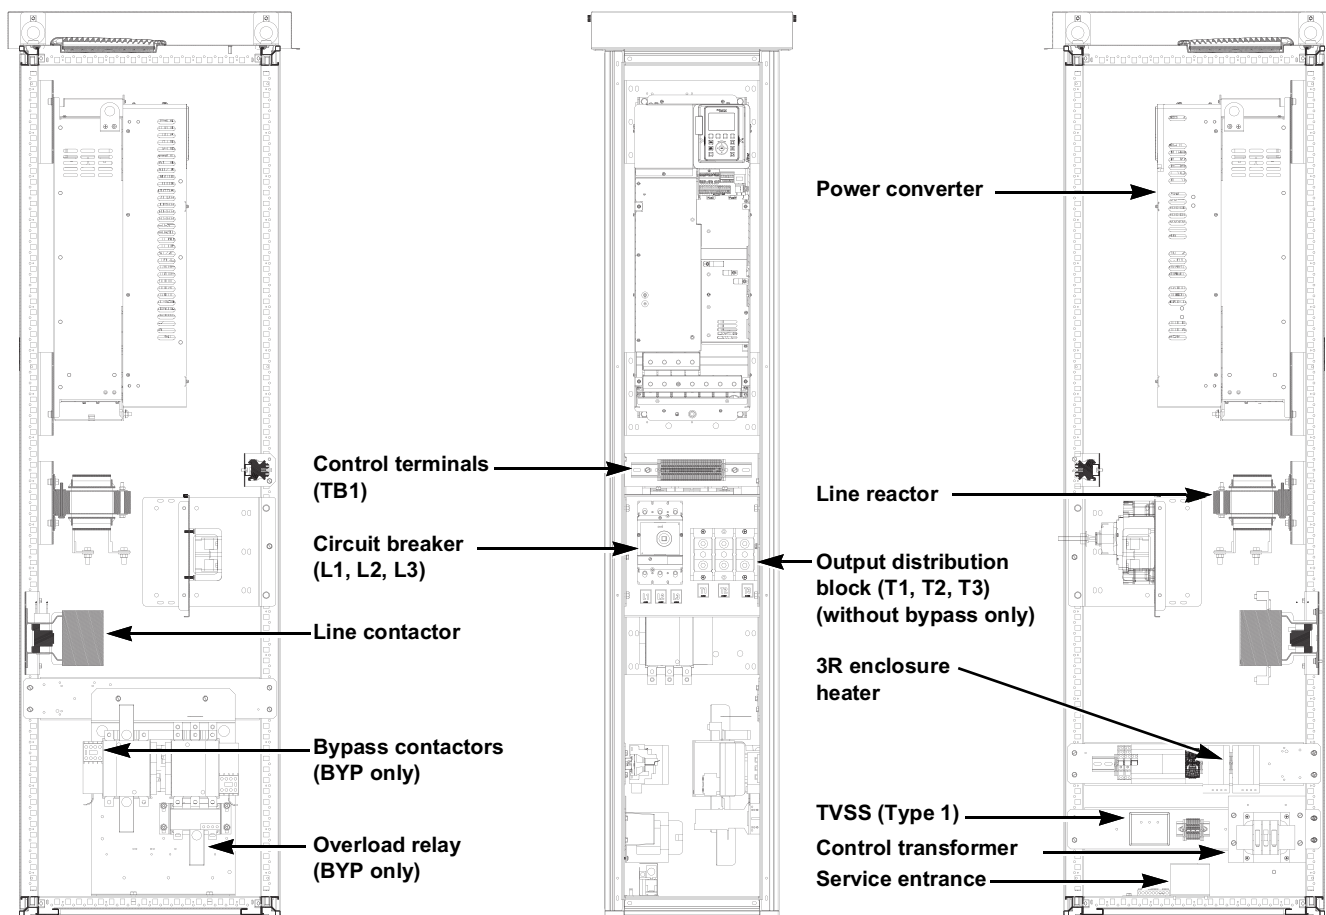 Control terminals
(TB1)
Circuit breaker
(L1, L2, L3)
Line contactor
Bypass contactors
(BYP only)
Overload relay
(BYP only)
Power converter
Line reactor
Output distribution
block (T1, T2, T3)
(without bypass only)
3R enclosure
heater
TVSS (Type 1)
Control transformer
Service entrance